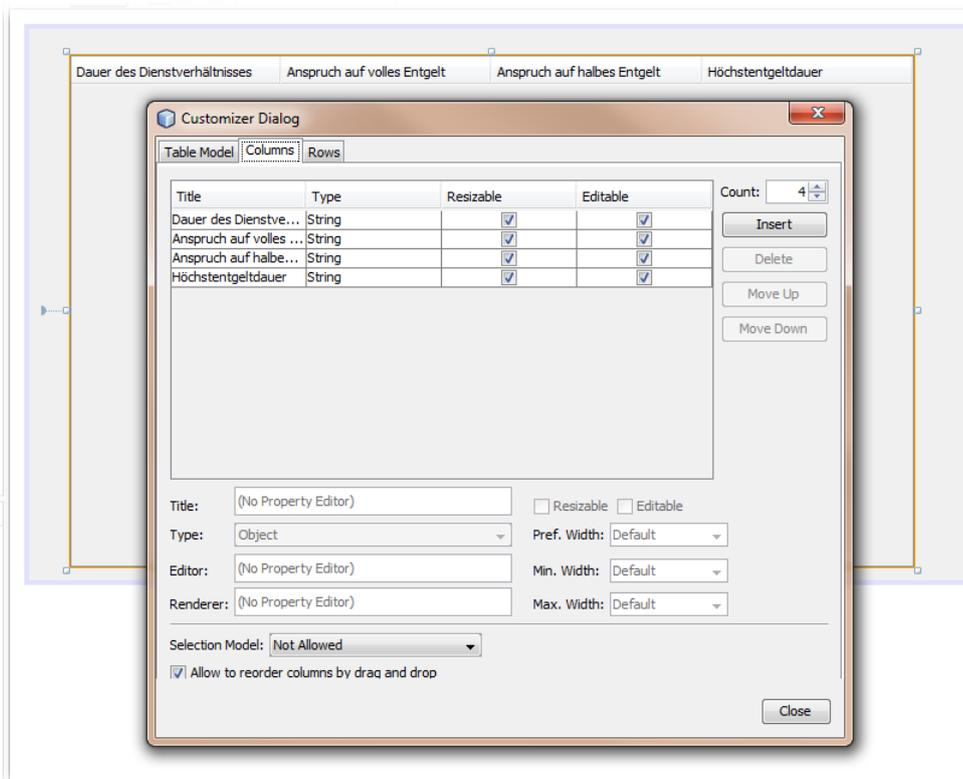 Dauer des Dienstverhältnisses Anspruch auf volles Entgelt Anspruch auf halbes Entgelt Höchstentgeltdauer
Customizer Dialog
Table Model Columns Rows
Title Type Resizable Editable
Dauer des Dienstve... String
Anspruch auf volles ... String
Anspruch auf halbe... String
Höchstentgeltdauer String
Count: 4
Insert
Delete
Move Up
Move Down
Title: (No Property Editor) Resizable Editable
Type: Object Pref. Width: Default
Editor: (No Property Editor) Min. Width: Default
Renderer: (No Property Editor) Max. Width: Default
Selection Model: Not Allowed
Allow to reorder columns by drag and drop
Close